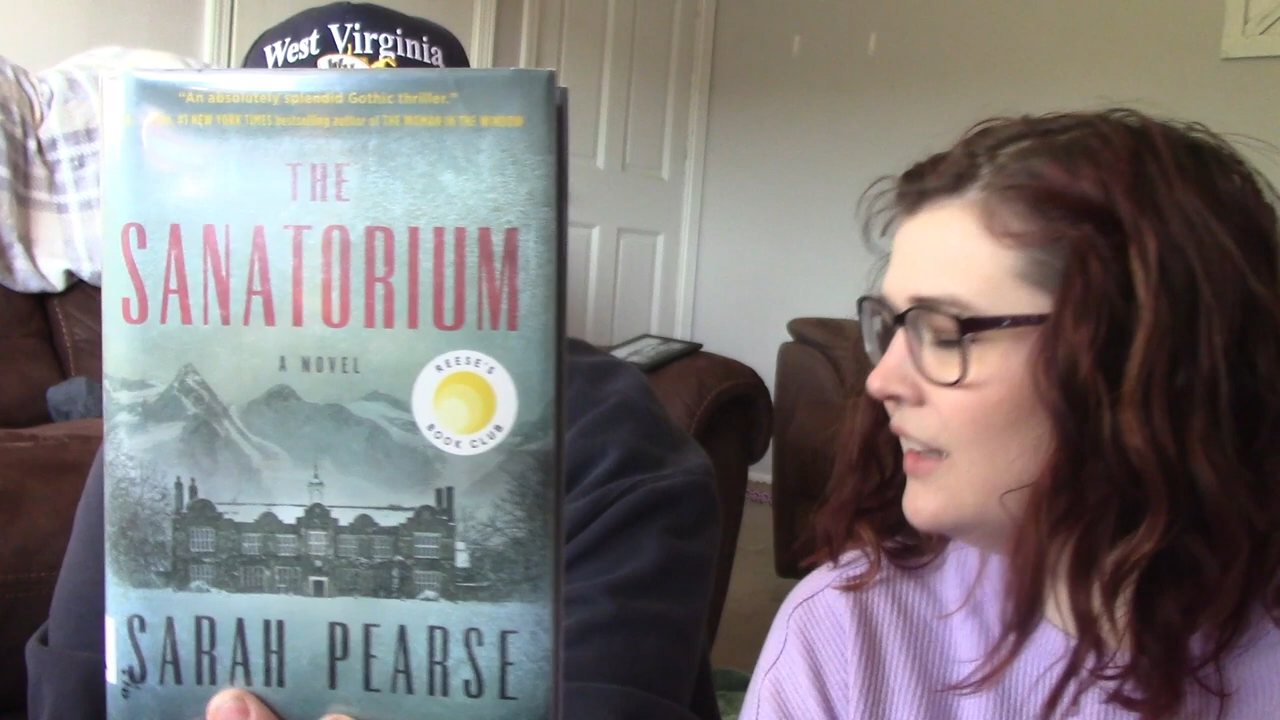 West Virginia
"An absolutely splendid Gothic thriller."
#1 NEW YORK TIMES bestselling author of THE WOMAN IN THE WINDOW
THE
SANATORIUM
A NOVEL
REESE'S
BOOK CLUB
SARAH PEARSE